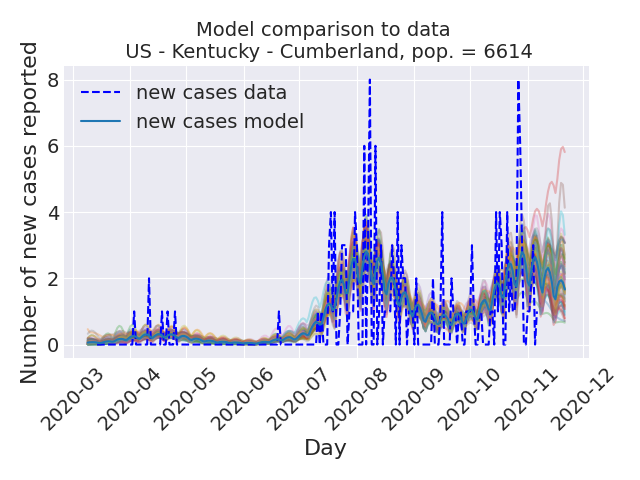 Model comparison to data
US - Kentucky - Cumberland, pop. = 6614
Number of new cases reported
8
6
4
2
0
new cases data
new cases model
2020-03
2020-04
2020-05
2020-06
2020-07
2020-08
2020-09
2020-10
2020-11
2020-12
Day